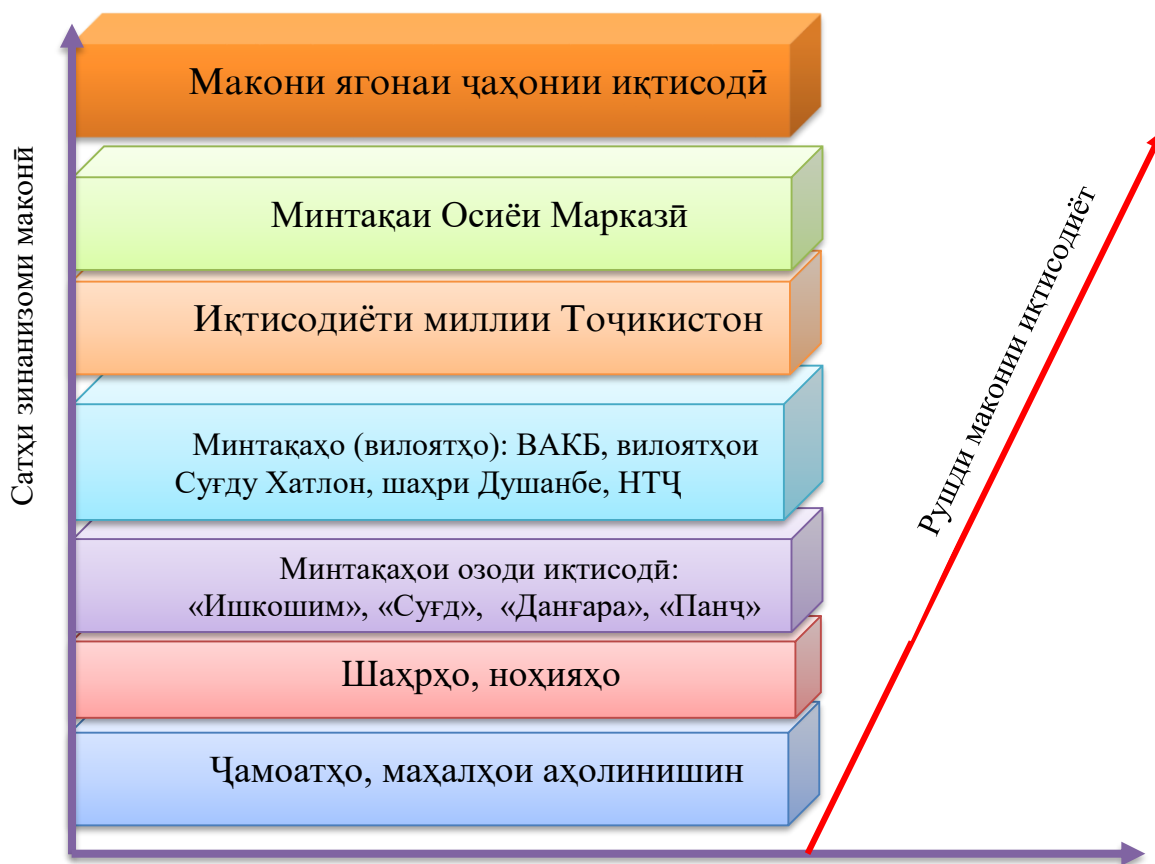 Макони ягонаи ҷаҳонии иқтисодӣ
Минтақаи Осиёи Марказӣ
Иқтисодиёти миллии Тоҷикистон
Минтақаҳо (вилоятҳо): ВАКБ, вилоятҳои
Суғду Хатлон, шаҳри Душанбе, НТҶ
Минтақаҳои озоди иқтисодӣ:
«Ишкошим», «Суғд», «Данғара», «Панҷ»
Шаҳрҳо, ноҳияҳо
Ҷамоатҳо, маҳалҳои аҳолинишин
Сатҳи зинанизоми маконӣ
Рушди маконии иқтисодиёт